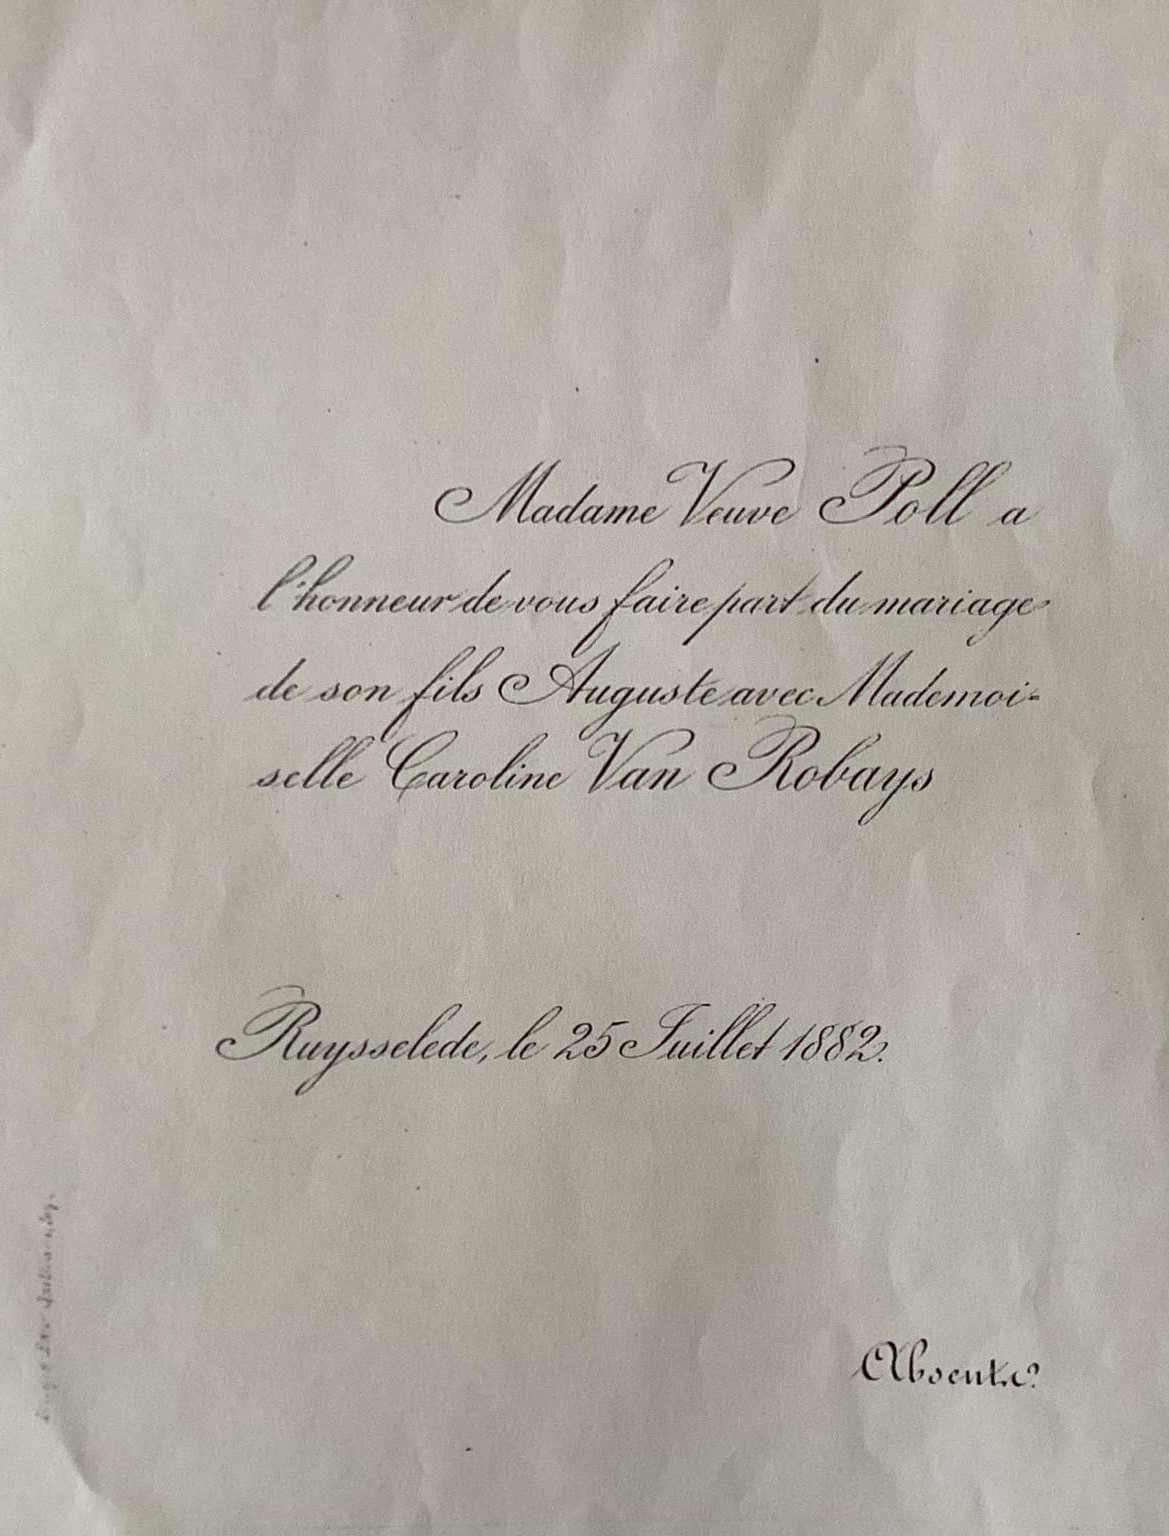 Madame Veuve Poll a
l'honneur de vous faire part du mariage
de son fils Auguste avec Mademoi-
selle Caroline Van Robays
Ruysselede, le 25 Juillet 1882.
Absents